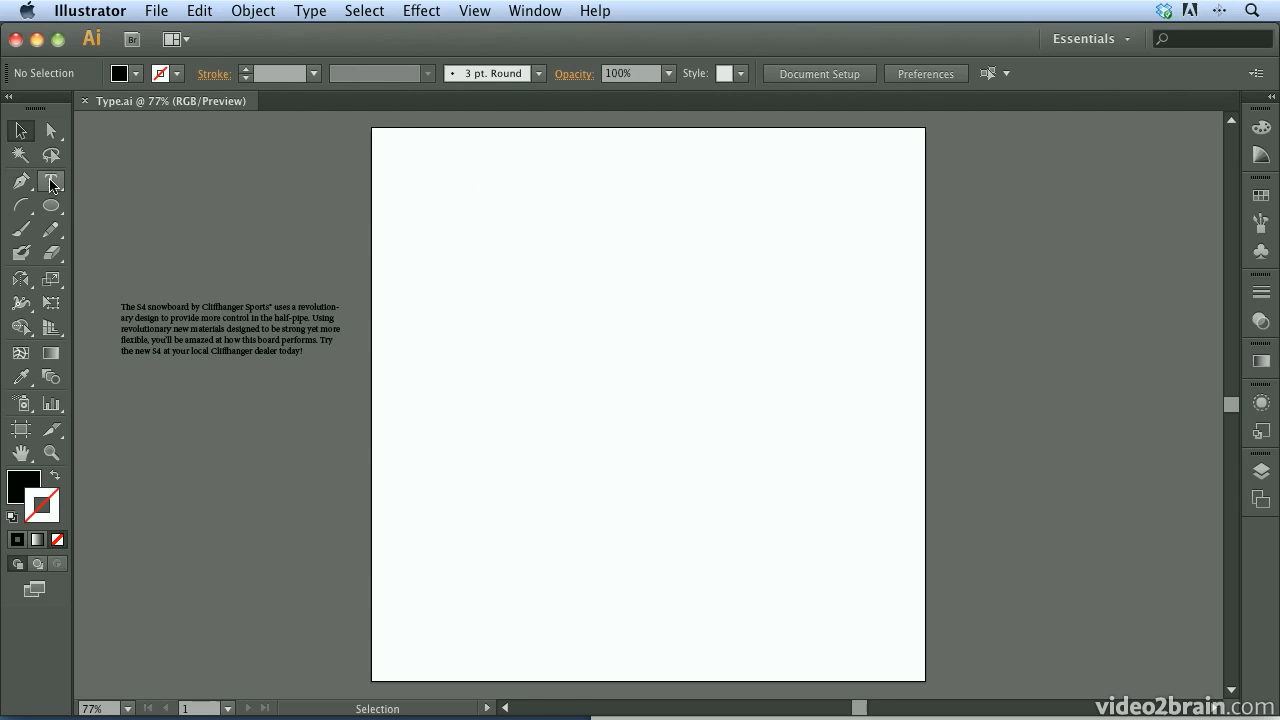 Illustrator File Edit Object Type Select Effect View Window Help
Ai Br Essentials
No Selection Stroke: 3 pt. Round Opacity: 100% Style: Document Setup Preferences
× Type.ai @ 77% (RGB/Preview)
T
The S4 snowboard by Cliffhanger Sports® uses a revolution-
ary design to provide more control in the half-pipe. Using
revolutionary new materials designed to be strong yet more
flexible, you'll be amazed at how this board performs. Try
the new S4 at your local Cliffhanger dealer today!
77% 1 Selection
video2brain.com